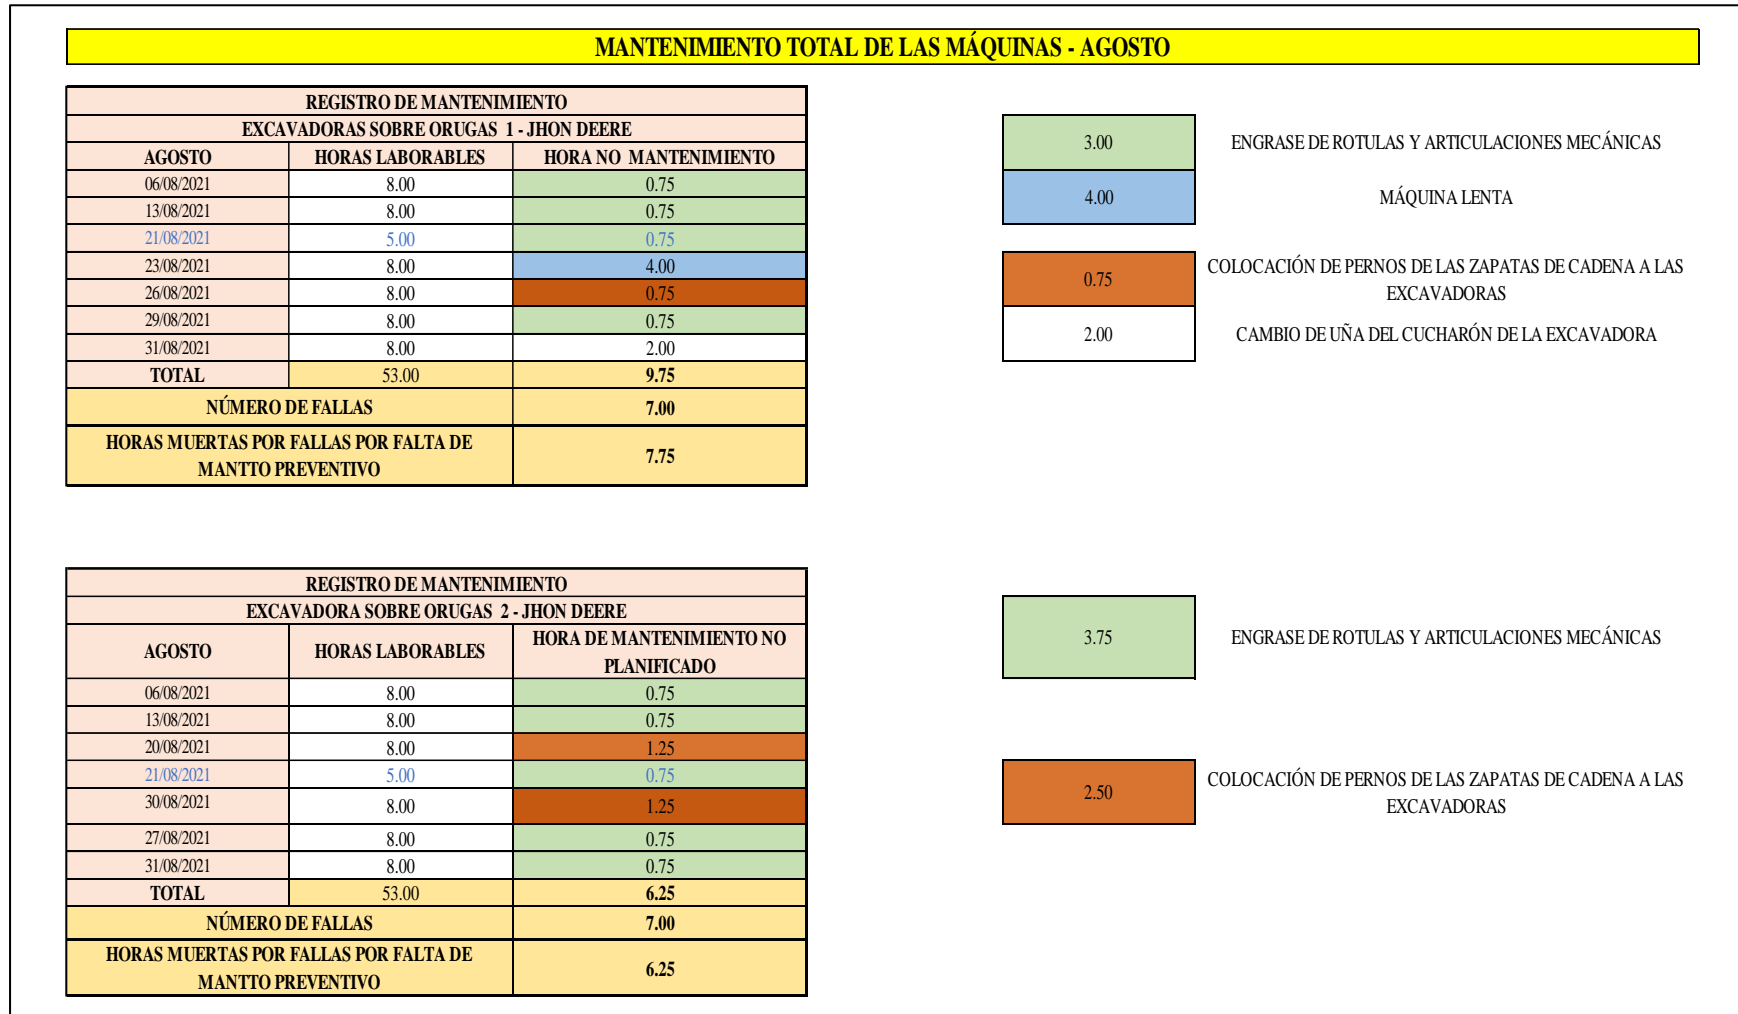 MANTENIMIENTO TOTAL DE LAS MÁQUINAS - AGOSTO
REGISTRO DE MANTENIMIENTO
EXCAVADORAS SOBRE ORUGAS 1 - JHON DEERE
AGOSTO HORAS LABORABLES HORA NO MANTENIMIENTO
06/08/2021 8.00 0.75
13/08/2021 8.00 0.75
21/08/2021 5.00 0.75
23/08/2021 8.00 4.00
26/08/2021 8.00 0.75
29/08/2021 8.00 0.75
31/08/2021 8.00 2.00
TOTAL 53.00 9.75
NÚMERO DE FALLAS 7.00
HORAS MUERTAS POR FALLAS POR FALTA DE
MANTTO PREVENTIVO
7.75
3.00 ENGRASE DE ROTULAS Y ARTICULACIONES MECÁNICAS
4.00 MÁQUINA LENTA
0.75
COLOCACIÓN DE PERNOS DE LAS ZAPATAS DE CADENA A LAS
EXCAVADORAS
2.00 CAMBIO DE UÑA DEL CUCHARÓN DE LA EXCAVADORA
REGISTRO DE MANTENIMIENTO
EXCAVADORA SOBRE ORUGAS 2 - JHON DEERE
AGOSTO HORAS LABORABLES
HORA DE MANTENIMIENTO NO
PLANIFICADO
06/08/2021 8.00 0.75
13/08/2021 8.00 0.75
20/08/2021 8.00 1.25
21/08/2021 5.00 0.75
30/08/2021 8.00 1.25
27/08/2021 8.00 0.75
31/08/2021 8.00 0.75
TOTAL 53.00 6.25
NÚMERO DE FALLAS 7.00
HORAS MUERTAS POR FALLAS POR FALTA DE
MANTTO PREVENTIVO
6.25
3.75 ENGRASE DE ROTULAS Y ARTICULACIONES MECÁNICAS
2.50
COLOCACIÓN DE PERNOS DE LAS ZAPATAS DE CADENA A LAS
EXCAVADORAS